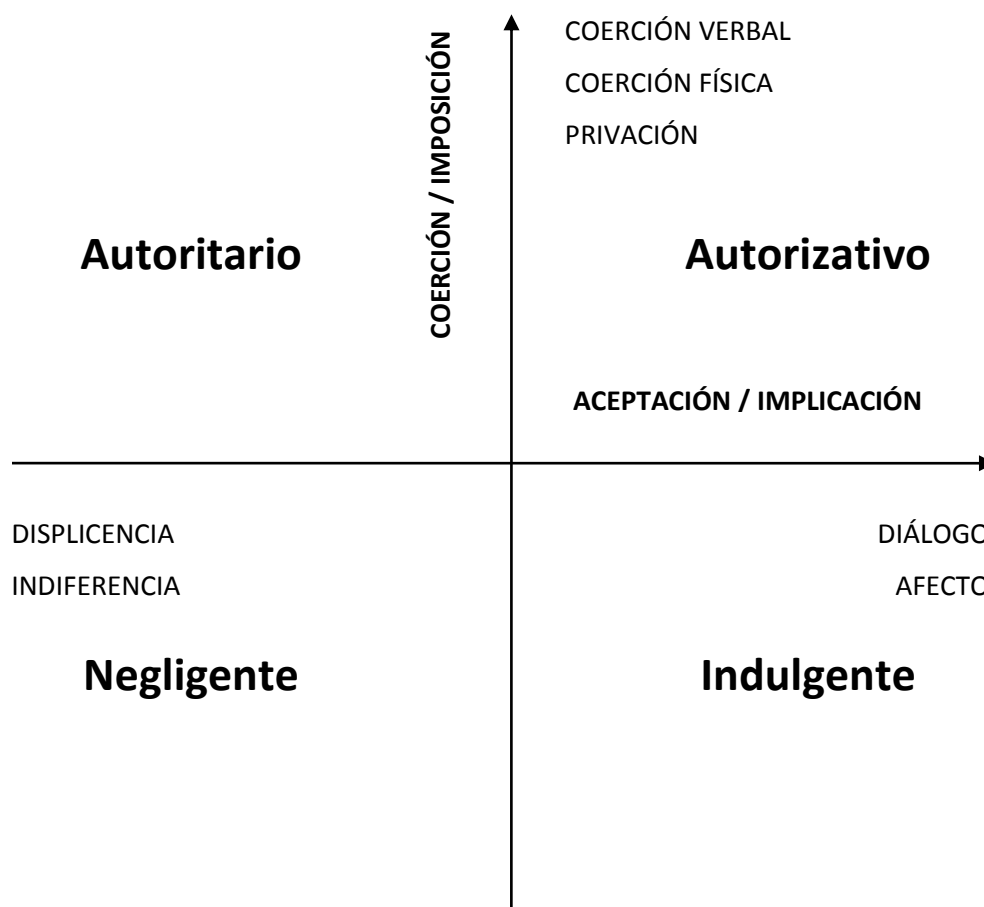 COERCIÓN / IMPOSICIÓN
COERCIÓN VERBAL
COERCIÓN FÍSICA
PRIVACIÓN
Autoritario
Autorizativo
ACEPTACIÓN / IMPLICACIÓN
DISPLICENCIA
DIÁLOGO
INDIFERENCIA
AFECTO
Negligente
Indulgente